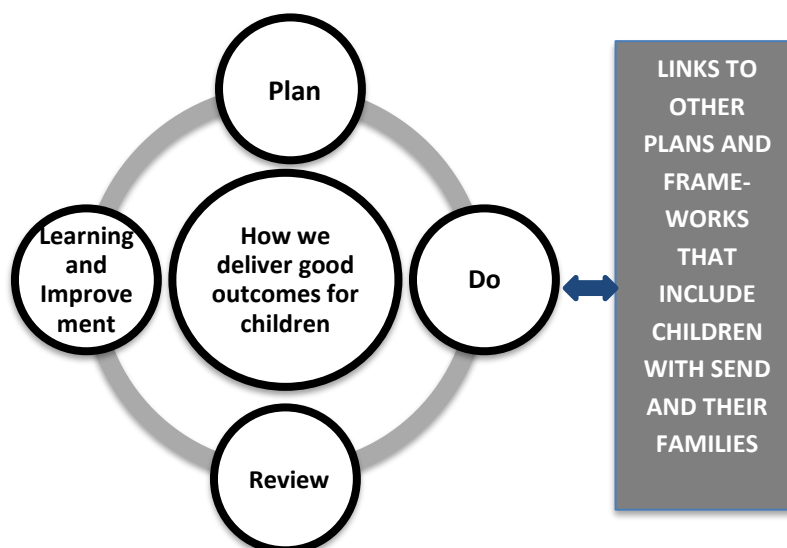 Plan
Learning
and
Improve
ment
How we
deliver good
outcomes for
children
Do
Review
LINKS TO
OTHER
PLANS AND
FRAME-
WORKS
THAT
INCLUDE
CHILDREN
WITH SEND
AND THEIR
FAMILIES